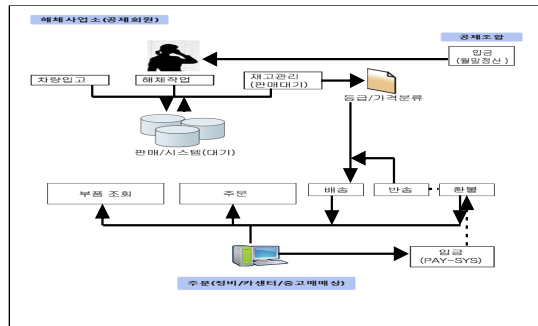 해체사업소(공제회원)
공제조합
입금
(월말정산)
차량입고
해체작업
재고관리
(판매대기)
등급/가격분류
판매/시스템(대기)
부품 조회
주문
배송
반송
환불
입금
(PAY-SYS)
주문(정비/카센터/중고매매상)